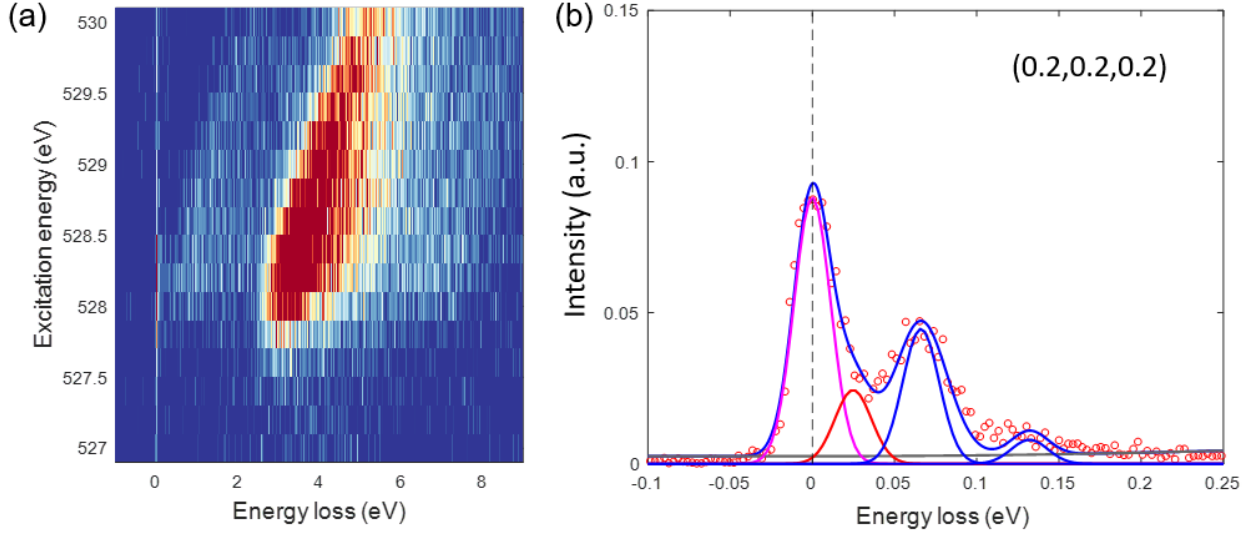 (a)
530
529.5
529
528.5
528
527.5
527
Excitation energy (eV)
0 2 4 6 8
Energy loss (eV)
(b)
0.15
0.1
0.05
0
Intensity (a.u.)
(0.2,0.2,0.2)
-0.1 -0.05 0 0.05 0.1 0.15 0.2 0.25
Energy loss (eV)